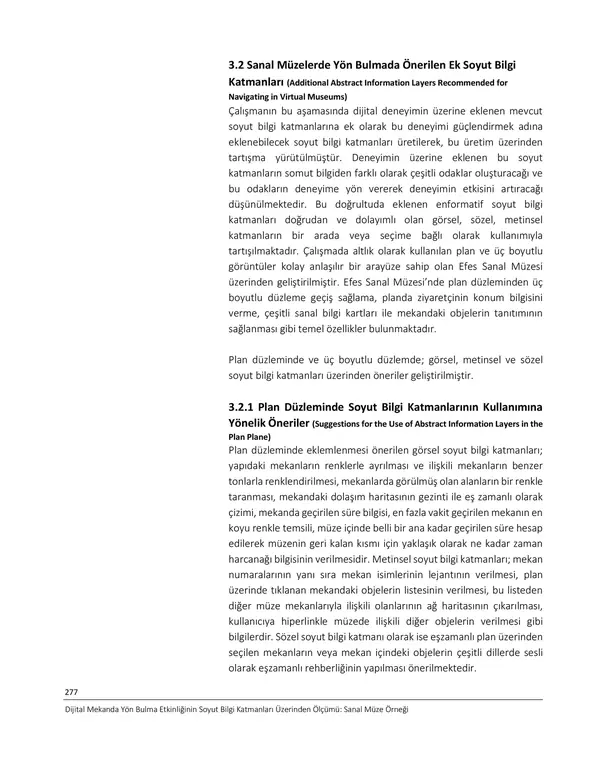 3.2 Sanal Müzelerde Yön Bulmada Önerilen Ek Soyut Bilgi
Katmanları (Additional Abstract Information Layers Recommended for
Navigating in Virtual Museums)
Çalışmanın bu aşamasında dijital deneyimin üzerine eklenen mevcut
soyut bilgi katmanlarına ek olarak bu deneyimi güçlendirmek adına
eklenebilecek soyut bilgi katmanları üretilerek, bu üretim üzerinden
tartışma yürütülmüştür. Deneyimin üzerine eklenen bu soyut
katmanların somut bilgiden farklı olarak çeşitli odaklar oluşturacağı ve
bu odakların deneyime yön vererek deneyimin etkisini artıracağı
düşünülmektedir. Bu doğrultuda eklenen enformatif soyut bilgi
katmanları doğrudan ve dolayımlı olan görsel, sözel, metinsel
katmanların bir arada veya seçime bağlı olarak kullanımıyla
tartışılmaktadır. Çalışmada altlık olarak kullanılan plan ve üç boyutlu
görüntüler kolay anlaşılır bir arayüze sahip olan Efes Sanal Müzesi
üzerinden geliştirilmiştir. Efes Sanal Müzesi’nde plan düzleminden üç
boyutlu düzleme geçiş sağlama, planda ziyaretçinin konum bilgisini
verme, çeşitli sanal bilgi kartları ile mekandaki objelerin tanıtımının
sağlanması gibi temel özellikler bulunmaktadır.
Plan düzleminde ve üç boyutlu düzlemde; görsel, metinsel ve sözel
soyut bilgi katmanları üzerinden öneriler geliştirilmiştir.
3.2.1 Plan Düzleminde Soyut Bilgi Katmanlarının Kullanımına
Yönelik Öneriler (Suggestions for the Use of Abstract Information Layers in the
Plan Plane)
Plan düzleminde eklemlenmesi önerilen görsel soyut bilgi katmanları;
yapıdaki mekanların renklerle ayrılması ve ilişkili mekanların benzer
tonlarla renklendirilmesi, mekanlarda görülmüş olan alanların bir renkle
taranması, mekandaki dolaşım haritasının gezinti ile eş zamanlı olarak
çizimi, mekanda geçirilen süre bilgisi, en fazla vakit geçirilen mekanın en
koyu renkle temsili, müze içinde belli bir ana kadar geçirilen süre hesap
edilerek müzenin geri kalan kısmı için yaklaşık olarak ne kadar zaman
harcanağı bilgisinin verilmesidir. Metinsel soyut bilgi katmanları; mekan
numaralarının yanı sıra mekan isimlerinin lejantının verilmesi, plan
üzerinde tıklanan mekandaki objelerin listesinin verilmesi, bu listeden
diğer müze mekanlarıyla ilişkili olanlarının ağ haritasının çıkarılması,
kullanıcıya hiperlinkle müzede ilişkili diğer objelerin verilmesi gibi
bilgilerdir. Sözel soyut bilgi katmanı olarak ise eşzamanlı plan üzerinden
seçilen mekanların veya mekan içindeki objelerin çeşitli dillerde sesli
olarak eşzamanlı rehberliğinin yapılması önerilmektedir.
277
Dijital Mekanda Yön Bulma Etkinliğinin Soyut Bilgi Katmanları Üzerinden Ölçümü: Sanal Müze Örneği